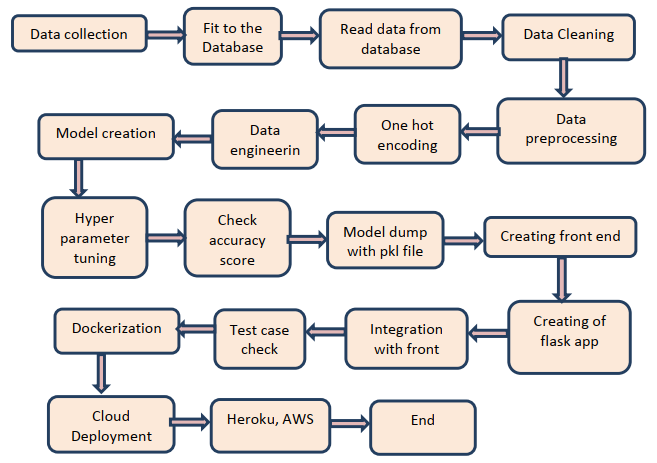 Data collection
Fit to the
Database
Read data from
database
Data Cleaning
Data
preprocessing
One hot
encoding
Data
engineerin
Model creation
Hyper
parameter
tuning
Check
accuracy
score
Model dump
with pkl file
Creating front end
Creating of
flask app
Integration
with front
Test case
check
Dockerization
Cloud
Deployment
Heroku, AWS
End